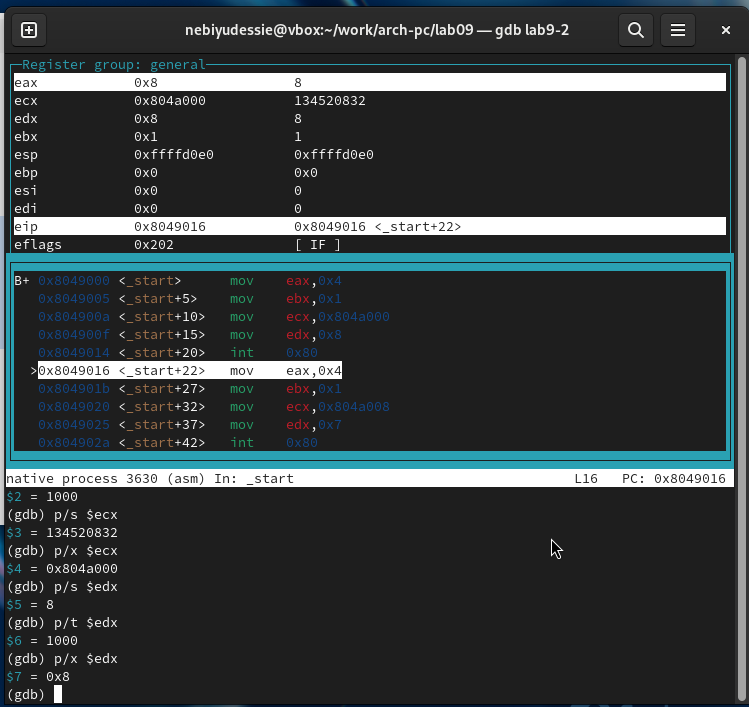 nebiyudessie@vbox:~/work/arch-pc/lab09 — gdb lab9-2
Register group: general
eax 0x8 8
ecx 0x804a000 134520832
edx 0x8 8
ebx 0x1 1
esp 0xffffd0e0 0xffffd0e0
ebp 0x0 0x0
esi 0x0 0
edi 0x0 0
eip 0x8049016 0x8049016 <_start+22>
eflags 0x202 [ IF ]
B+ 0x8049000 <_start> mov eax,0x4
0x8049005 <_start+5> mov ebx,0x1
0x804900a <_start+10> mov ecx,0x804a000
0x804900f <_start+15> mov edx,0x8
0x8049014 <_start+20> int 0x80
>0x8049016 <_start+22> mov eax,0x4
0x804901b <_start+27> mov ebx,0x1
0x8049020 <_start+32> mov ecx,0x804a008
0x8049025 <_start+37> mov edx,0x7
0x804902a <_start+42> int 0x80
native process 3630 (asm) In: _start L16 PC: 0x8049016
$2 = 1000
(gdb) p/s $ecx
$3 = 134520832
(gdb) p/x $ecx
$4 = 0x804a000
(gdb) p/s $edx
$5 = 8
(gdb) p/t $edx
$6 = 1000
(gdb) p/x $edx
$7 = 0x8
(gdb)